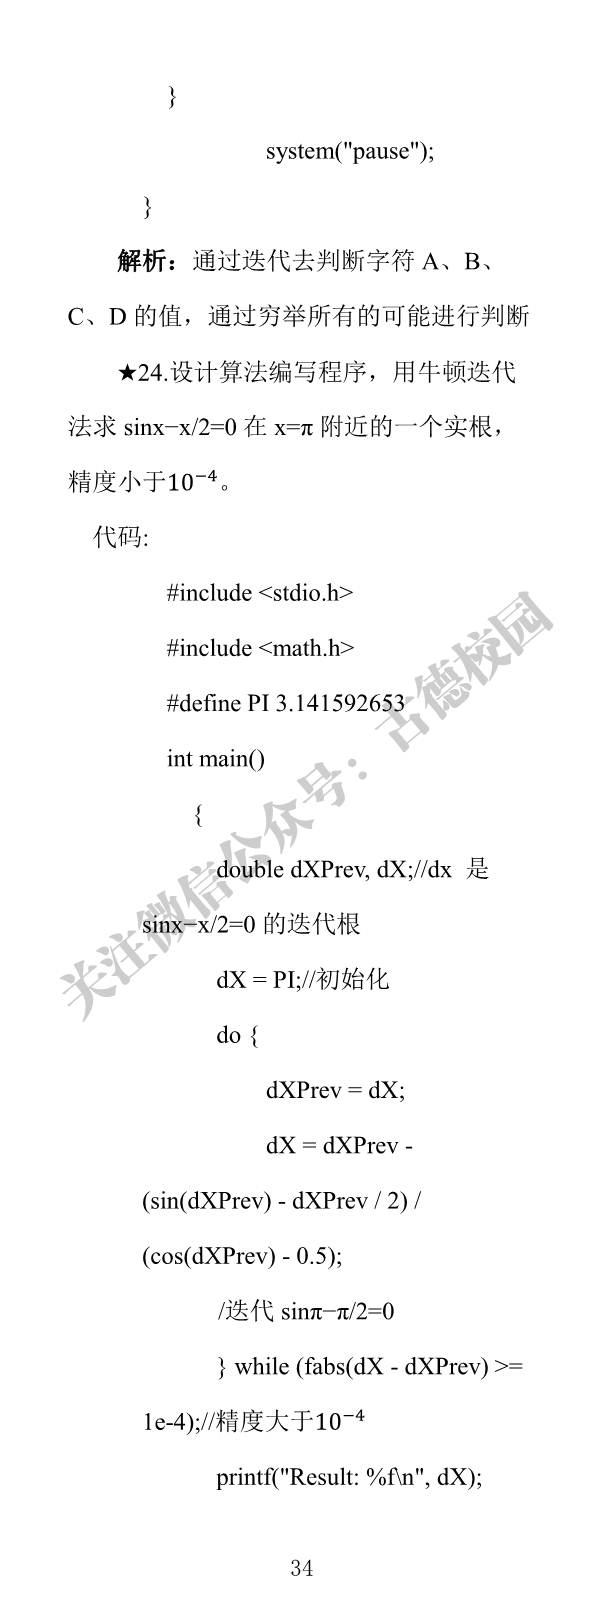 }
system("pause");
}
解析：通过迭代去判断字符 A、B、
C、D 的值，通过穷举所有的可能进行判断
★24.设计算法编写程序，用牛顿迭代
法求 sinx−x/2=0 在 x=π 附近的一个实根，
精度小于10⁻⁴。
代码:
#include <stdio.h>
#include <math.h>
#define PI 3.141592653
int main()
{
double dXPrev, dX;//dx 是
sinx−x/2=0 的迭代根
dX = PI;//初始化
do {
dXPrev = dX;
dX = dXPrev -
(sin(dXPrev) - dXPrev / 2) /
(cos(dXPrev) - 0.5);
/迭代 sinπ−π/2=0
} while (fabs(dX - dXPrev) >=
1e-4);//精度大于10⁻⁴
printf("Result: %f\n", dX);
关注微信公众号：古德校园
34